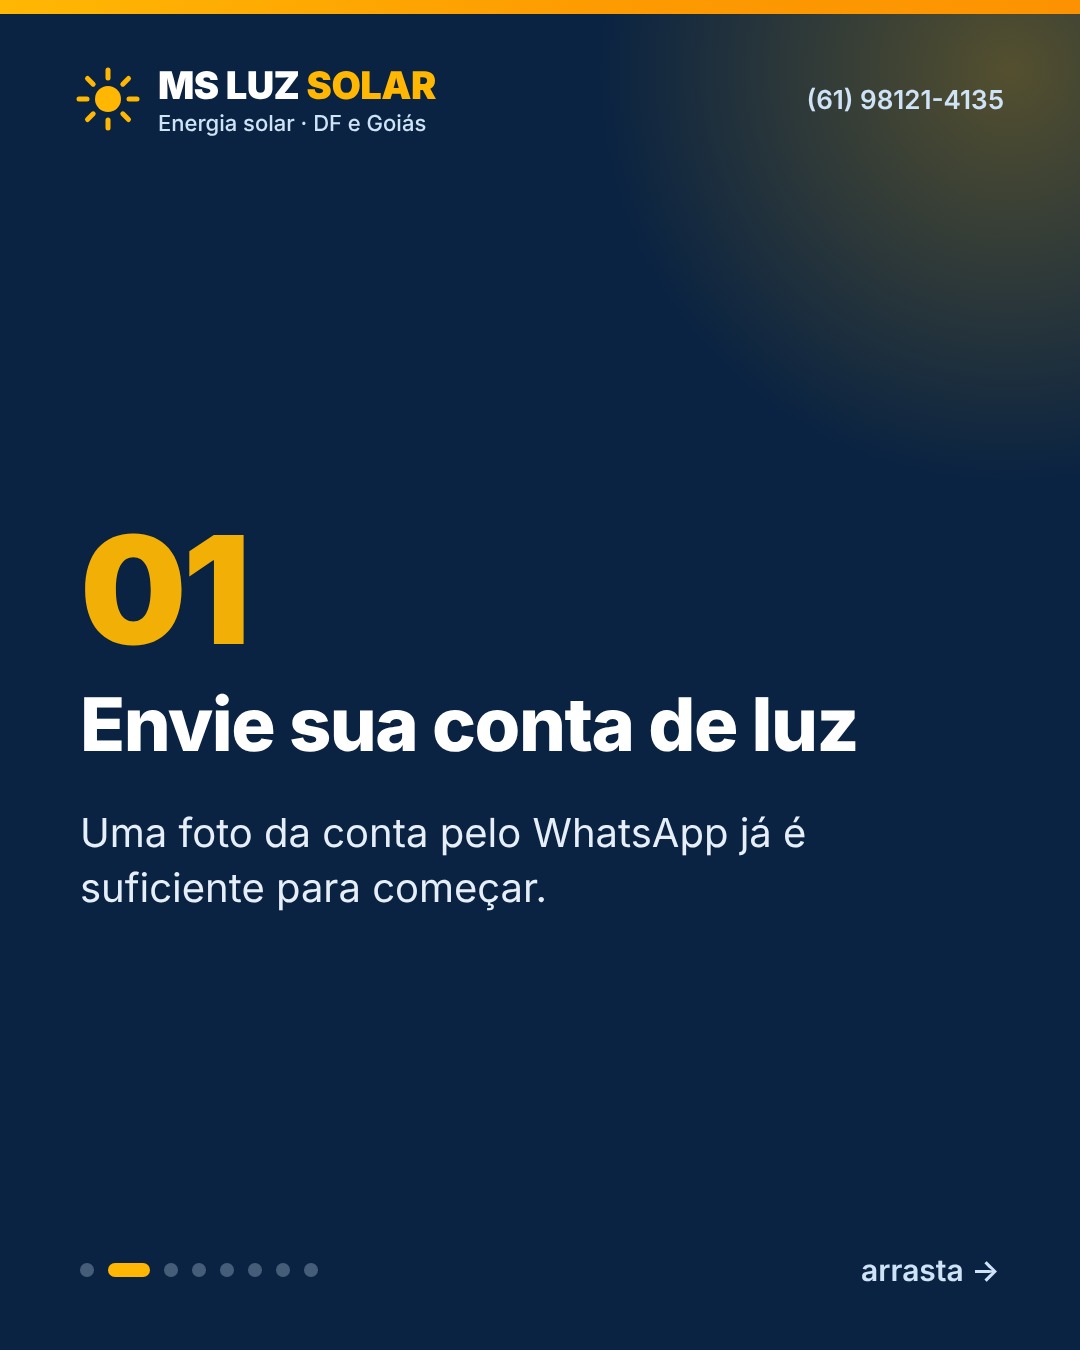 MS LUZ SOLAR
Energia solar · DF e Goiás
(61) 98121-4135
01
Envie sua conta de luz
Uma foto da conta pelo WhatsApp já é
suficiente para começar.
arrasta →